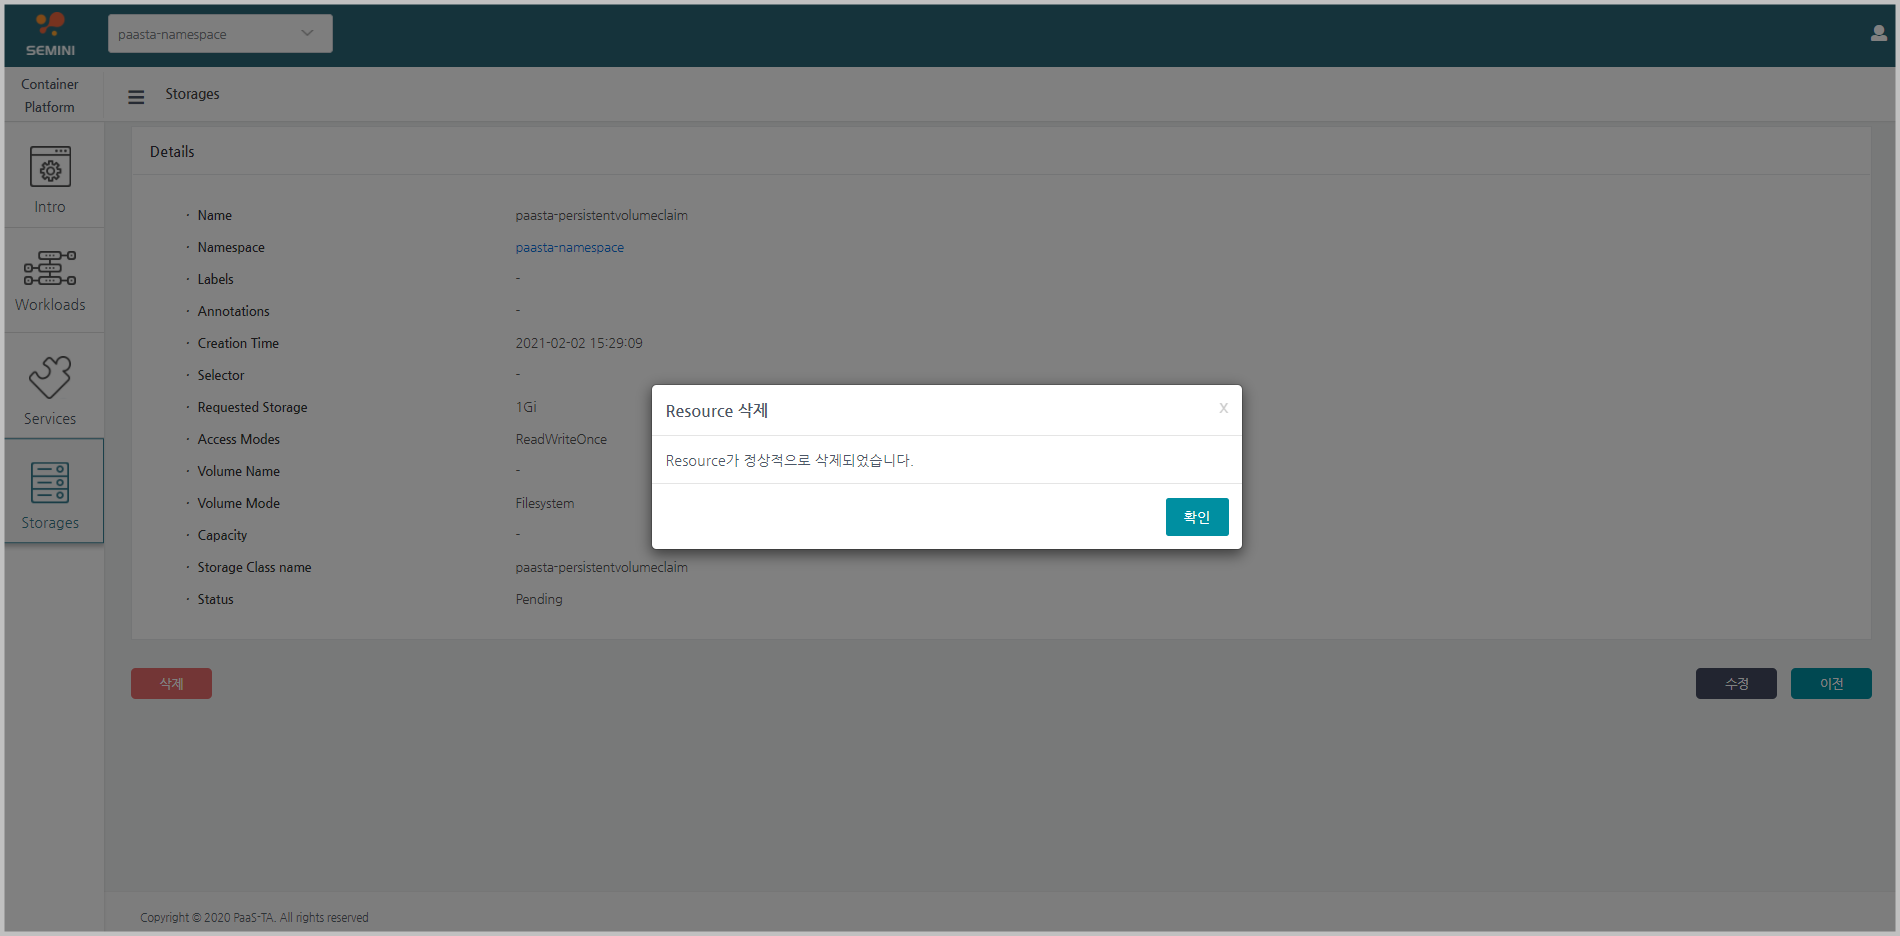 SEMINI
paasta-namespace
Container
Platform
Storages
Intro
Workloads
Services
Storages
Details
· Name paasta-persistentvolumeclaim
· Namespace paasta-namespace
· Labels -
· Annotations -
· Creation Time 2021-02-02 15:29:09
· Selector -
· Requested Storage 1Gi
· Access Modes ReadWriteOnce
· Volume Name -
· Volume Mode Filesystem
· Capacity -
· Storage Class name paasta-persistentvolumeclaim
· Status Pending
Resource 삭제 x
Resource가 정상적으로 삭제되었습니다.
확인
삭제 수정 이전
Copyright © 2020 PaaS-TA. All rights reserved